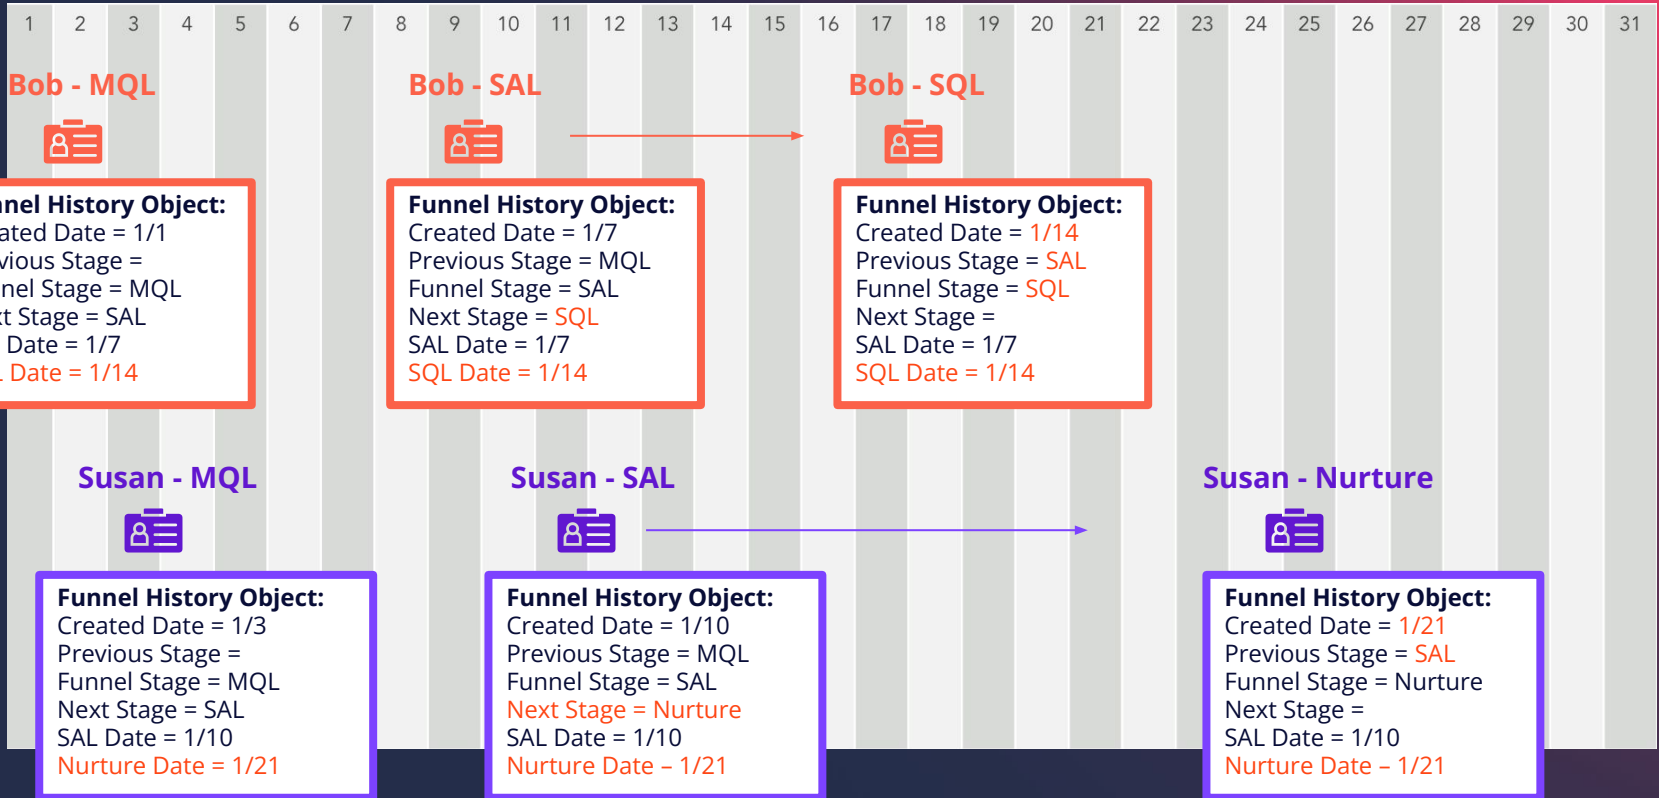 1 2 3 4 5 6 7 8 9 10 11 12 13 14 15 16 17 18 19 20 21 22 23 24 25 26 27 28 29 30 31
Bob - MQL
Bob - SAL
Bob - SQL
nnel History Object:
ated Date = 1/1
vious Stage =
nel Stage = MQL
t Stage = SAL
Date = 1/7
Date = 1/14
Funnel History Object:
Created Date = 1/7
Previous Stage = MQL
Funnel Stage = SAL
Next Stage = SQL
SAL Date = 1/7
SQL Date = 1/14
Funnel History Object:
Created Date = 1/14
Previous Stage = SAL
Funnel Stage = SQL
Next Stage =
SAL Date = 1/7
SQL Date = 1/14
Susan - MQL
Susan - SAL
Susan - Nurture
Funnel History Object:
Created Date = 1/3
Previous Stage =
Funnel Stage = MQL
Next Stage = SAL
SAL Date = 1/10
Nurture Date = 1/21
Funnel History Object:
Created Date = 1/10
Previous Stage = MQL
Funnel Stage = SAL
Next Stage = Nurture
SAL Date = 1/10
Nurture Date – 1/21
Funnel History Object:
Created Date = 1/21
Previous Stage = SAL
Funnel Stage = Nurture
Next Stage =
SAL Date = 1/10
Nurture Date – 1/21